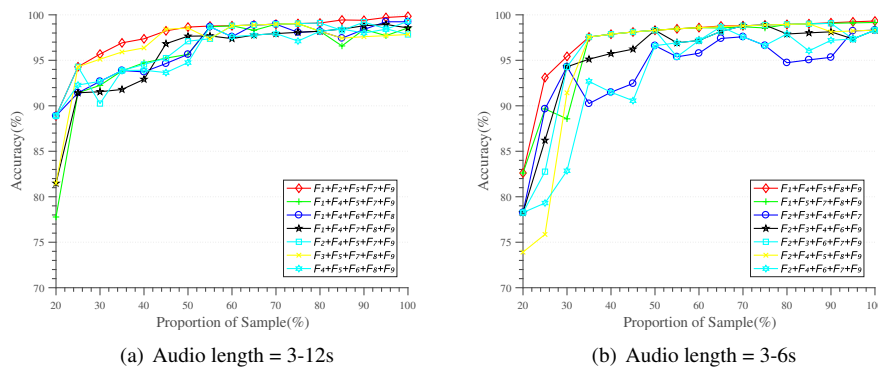 100
95
90
85
80
75
70
Accuracy(%)
20 30 40 50 60 70 80 90 100
Proportion of Sample(%)
F₁+F₂+F₅+F₇+F₉
F₁+F₄+F₅+F₇+F₉
F₁+F₄+F₆+F₇+F₈
F₁+F₄+F₇+F₈+F₉
F₂+F₄+F₅+F₇+F₉
F₃+F₅+F₇+F₈+F₉
F₄+F₅+F₆+F₈+F₉
(a) Audio length = 3-12s
100
95
90
85
80
75
70
Accuracy(%)
20 30 40 50 60 70 80 90 100
Proportion of Sample(%)
F₁+F₄+F₅+F₈+F₉
F₁+F₄+F₇+F₈+F₉
F₂+F₃+F₄+F₆+F₇
F₂+F₃+F₄+F₈+F₉
F₂+F₃+F₆+F₇+F₉
F₂+F₅+F₇+F₈+F₉
F₂+F₄+F₆+F₇+F₉
(b) Audio length = 3-6s